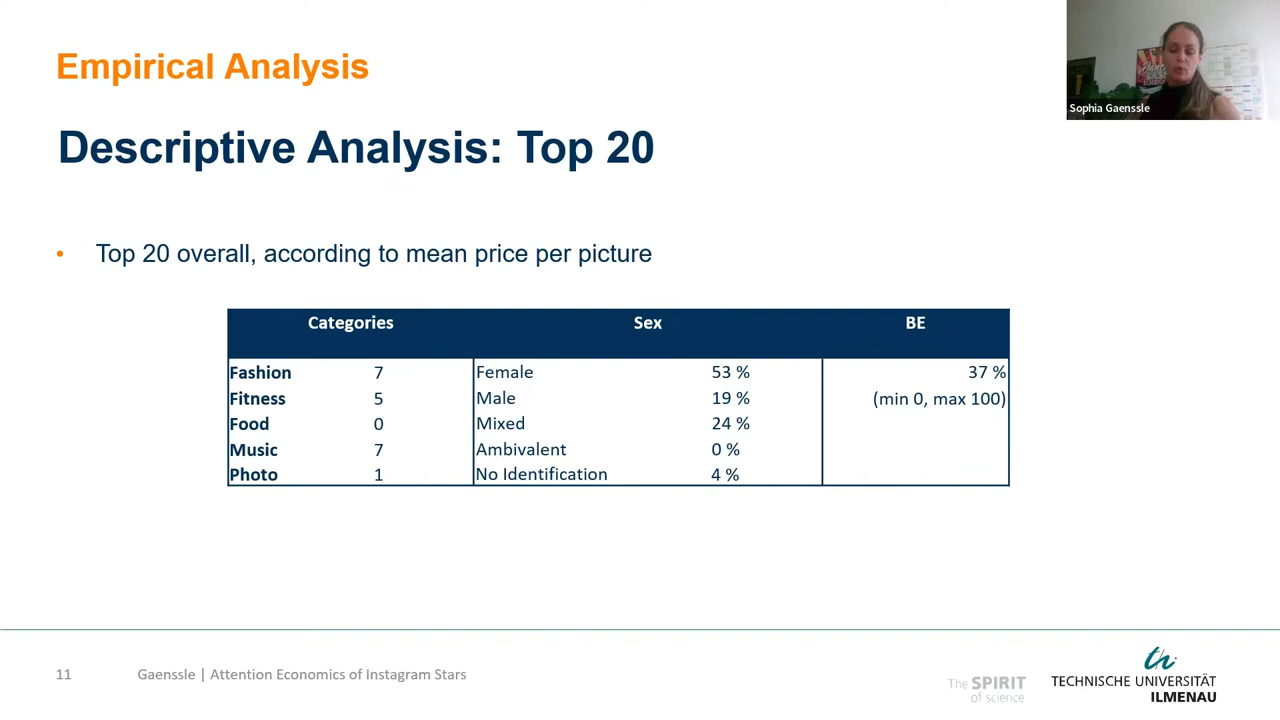 Empirical Analysis
Sophia Gaenssle
Descriptive Analysis: Top 20
• Top 20 overall, according to mean price per picture
Categories Sex BE
Fashion 7 Female 53 % 37 %
Fitness 5 Male 19 % (min 0, max 100)
Food 0 Mixed 24 %
Music 7 Ambivalent 0 %
Photo 1 No Identification 4 %
11 Gaenssle | Attention Economics of Instagram Stars
The SPIRIT
of science
th
TECHNISCHE UNIVERSITÄT
ILMENAU